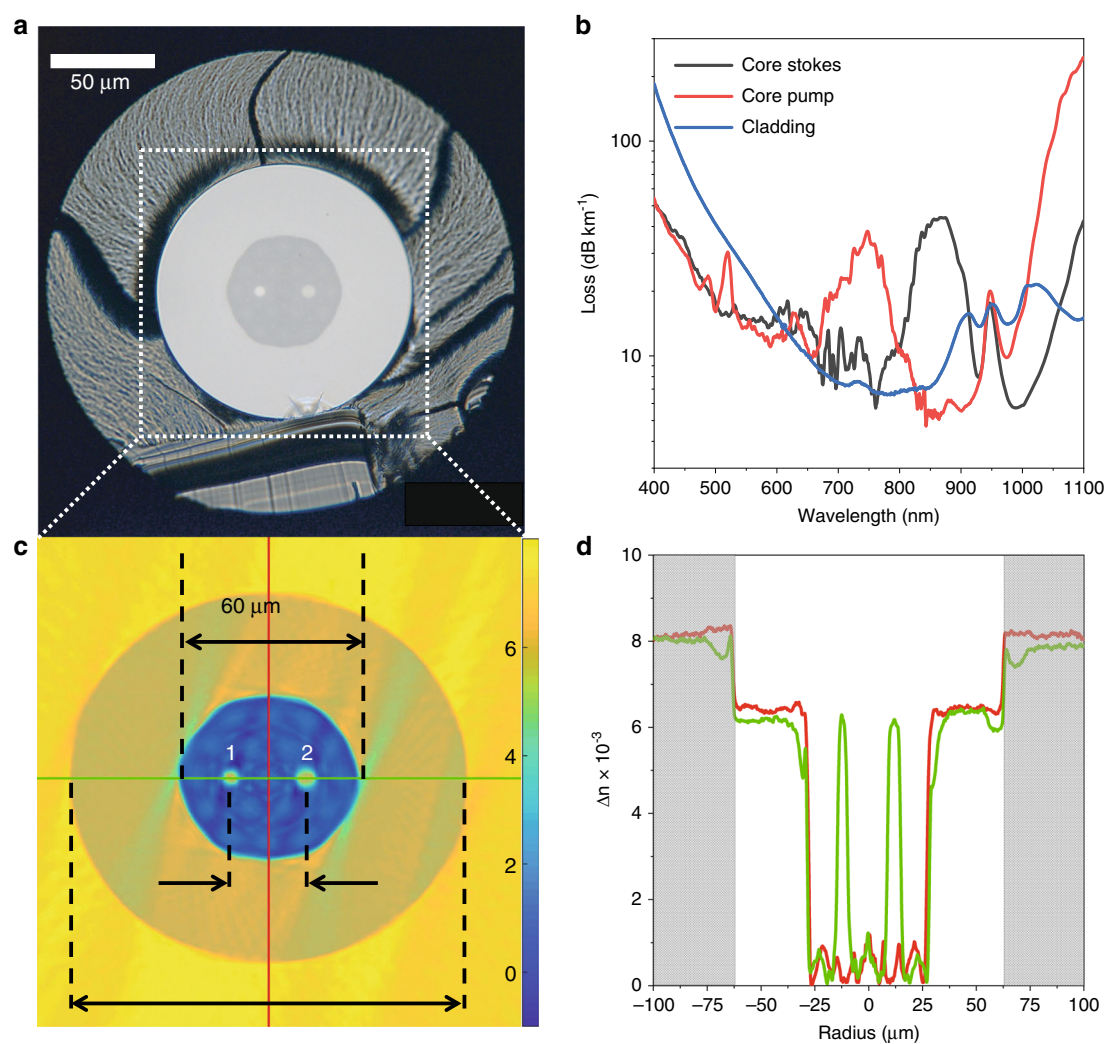 a
50 μm
b
Core stokes
Core pump
Cladding
100
10
Loss (dB km⁻¹)
400 500 600 700 800 900 1000 1100
Wavelength (nm)
c
60 μm
1 2
6
4
2
0
d
10
8
6
4
2
0
Δn × 10⁻³
−100 −75 −50 −25 0 25 50 75 100
Radius (μm)